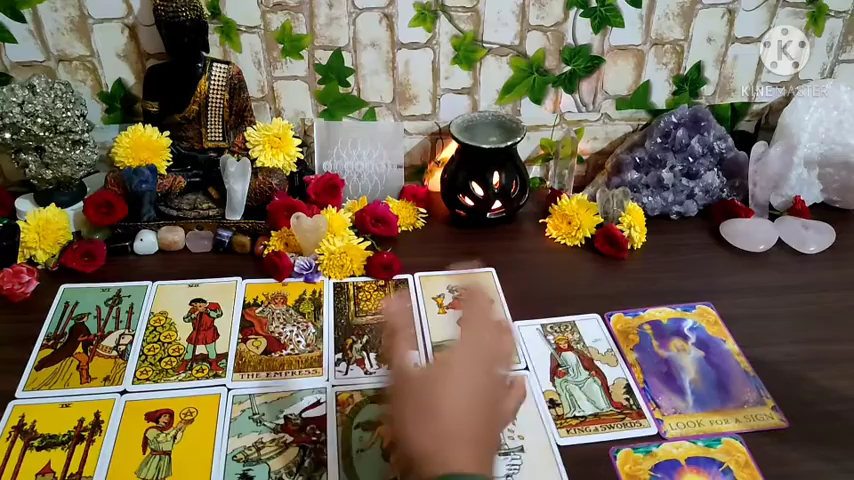 KINEMASTER
THE EMPRESS.
KING of SWORDS.
LOOK FOR A SIGN